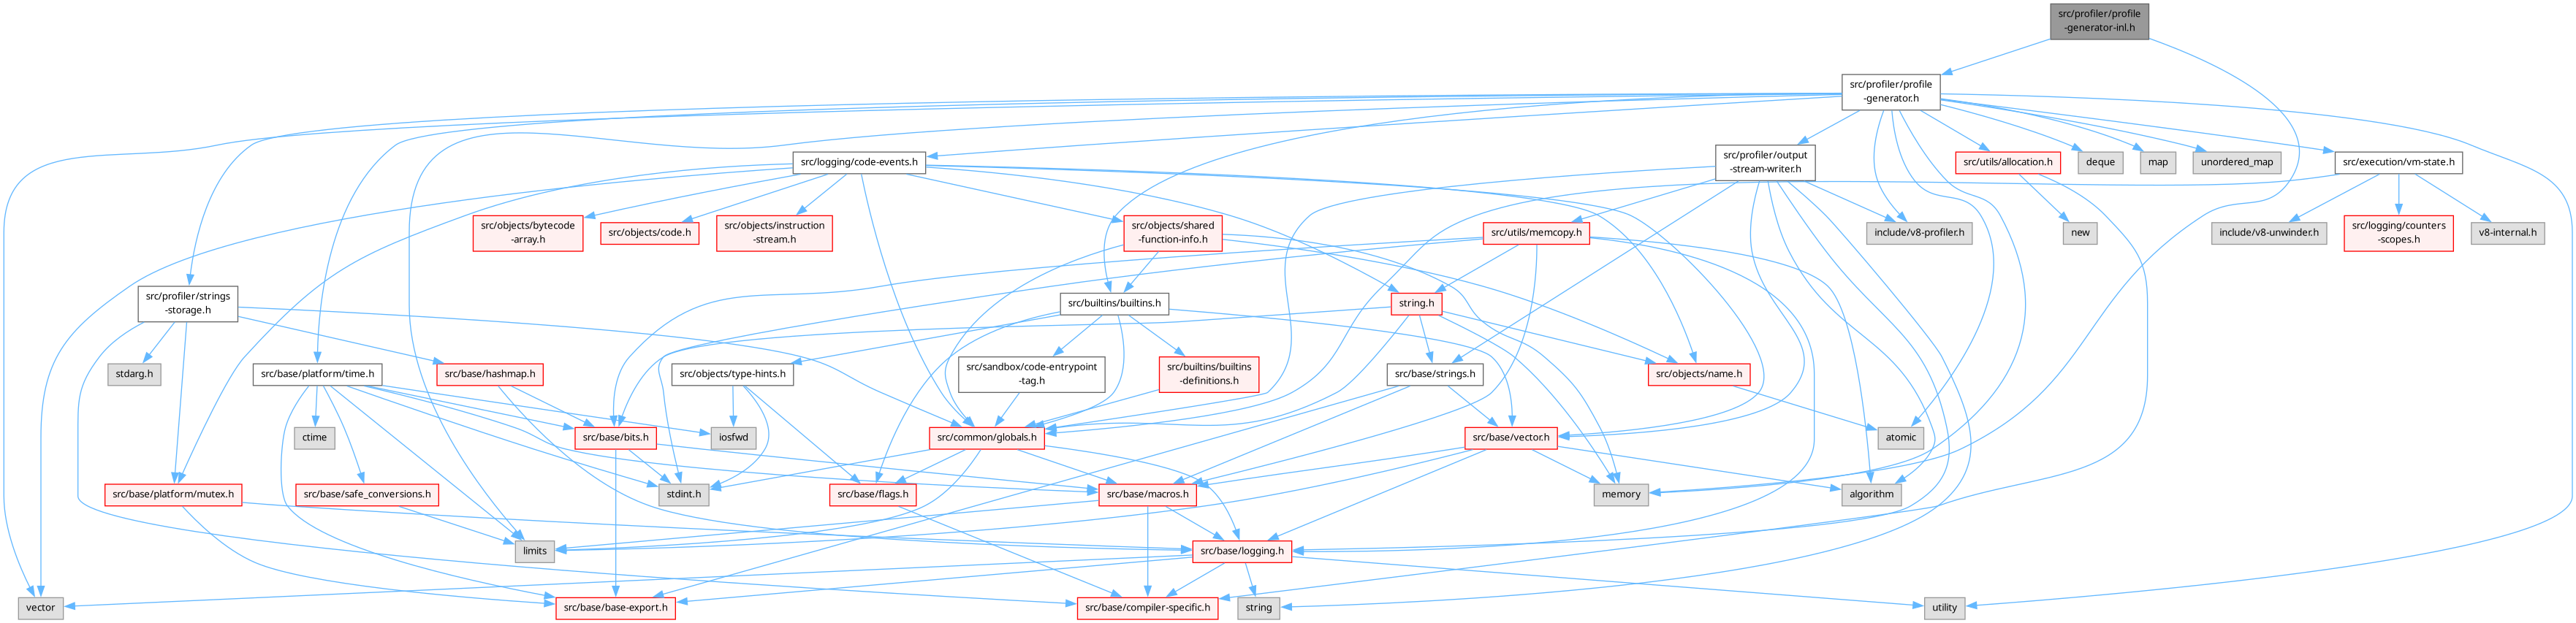 src/profiler/profile
-generator-inl.h
src/profiler/profile
-generator.h
src/logging/code-events.h
src/profiler/output
-stream-writer.h
src/utils/allocation.h
deque
map
unordered_map
src/execution/vm-state.h
src/objects/bytecode
-array.h
src/objects/code.h
src/objects/instruction
-stream.h
src/objects/shared
-function-info.h
src/utils/memcopy.h
include/v8-profiler.h
new
include/v8-unwinder.h
src/logging/counters
-scopes.h
v8-internal.h
src/profiler/strings
-storage.h
src/builtins/builtins.h
string.h
stdarg.h
src/base/platform/time.h
src/base/hashmap.h
src/objects/type-hints.h
src/sandbox/code-entrypoint
-tag.h
src/builtins/builtins
-definitions.h
src/base/strings.h
src/objects/name.h
ctime
src/base/bits.h
iosfwd
src/common/globals.h
src/base/vector.h
atomic
src/base/platform/mutex.h
src/base/safe_conversions.h
stdint.h
src/base/flags.h
src/base/macros.h
memory
algorithm
limits
src/base/logging.h
vector
src/base/base-export.h
src/base/compiler-specific.h
string
utility